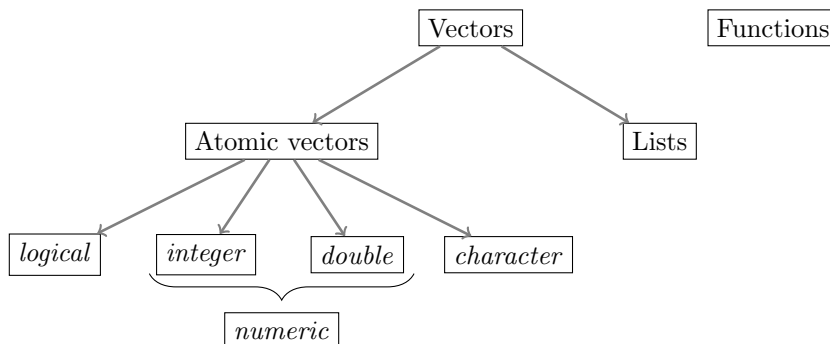 Vectors
Functions
Atomic vectors
Lists
logical
integer
double
character
numeric